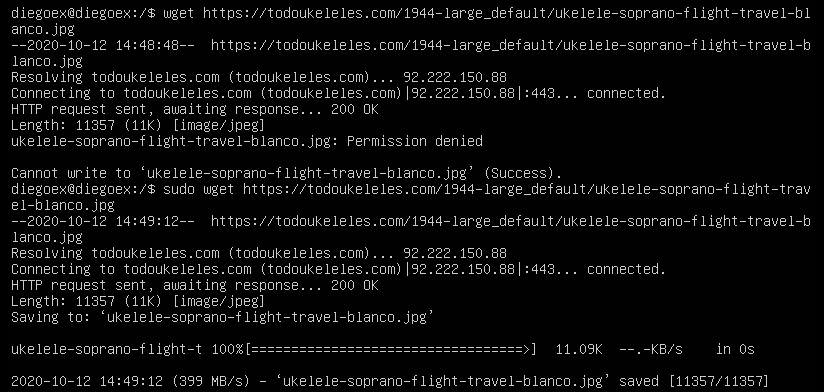 diegoex@diegoex:/$ wget https://todoukeleles.com/1944-large_default/ukelele-soprano-flight-travel-bl
anco.jpg
--2020-10-12 14:48:48--  https://todoukeleles.com/1944-large_default/ukelele-soprano-flight-travel-b
lanco.jpg
Resolving todoukeleles.com (todoukeleles.com)... 92.222.150.88
Connecting to todoukeleles.com (todoukeleles.com)|92.222.150.88|:443... connected.
HTTP request sent, awaiting response... 200 OK
Length: 11357 (11K) [image/jpeg]
ukelele-soprano-flight-travel-blanco.jpg: Permission denied

Cannot write to ‘ukelele-soprano-flight-travel-blanco.jpg’ (Success).
diegoex@diegoex:/$ sudo wget https://todoukeleles.com/1944-large_default/ukelele-soprano-flight-trav
el-blanco.jpg
--2020-10-12 14:49:12--  https://todoukeleles.com/1944-large_default/ukelele-soprano-flight-travel-b
lanco.jpg
Resolving todoukeleles.com (todoukeleles.com)... 92.222.150.88
Connecting to todoukeleles.com (todoukeleles.com)|92.222.150.88|:443... connected.
HTTP request sent, awaiting response... 200 OK
Length: 11357 (11K) [image/jpeg]
Saving to: ‘ukelele-soprano-flight-travel-blanco.jpg’

ukelele-soprano-flight-t 100%[==================================>]  11.09K  --.-KB/s    in 0s

2020-10-12 14:49:12 (399 MB/s) - ‘ukelele-soprano-flight-travel-blanco.jpg’ saved [11357/11357]